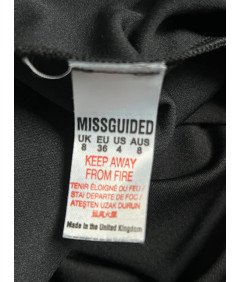 MISSGUIDED
UK EU US AUS
8 36 4 8
KEEP AWAY
FROM FIRE
TENIR ÉLOIGNÉ DU FEU /
STAI DEPARTE DE FOC /
ATEŞTEN UZAK DURUN
Made in the United Kingdom